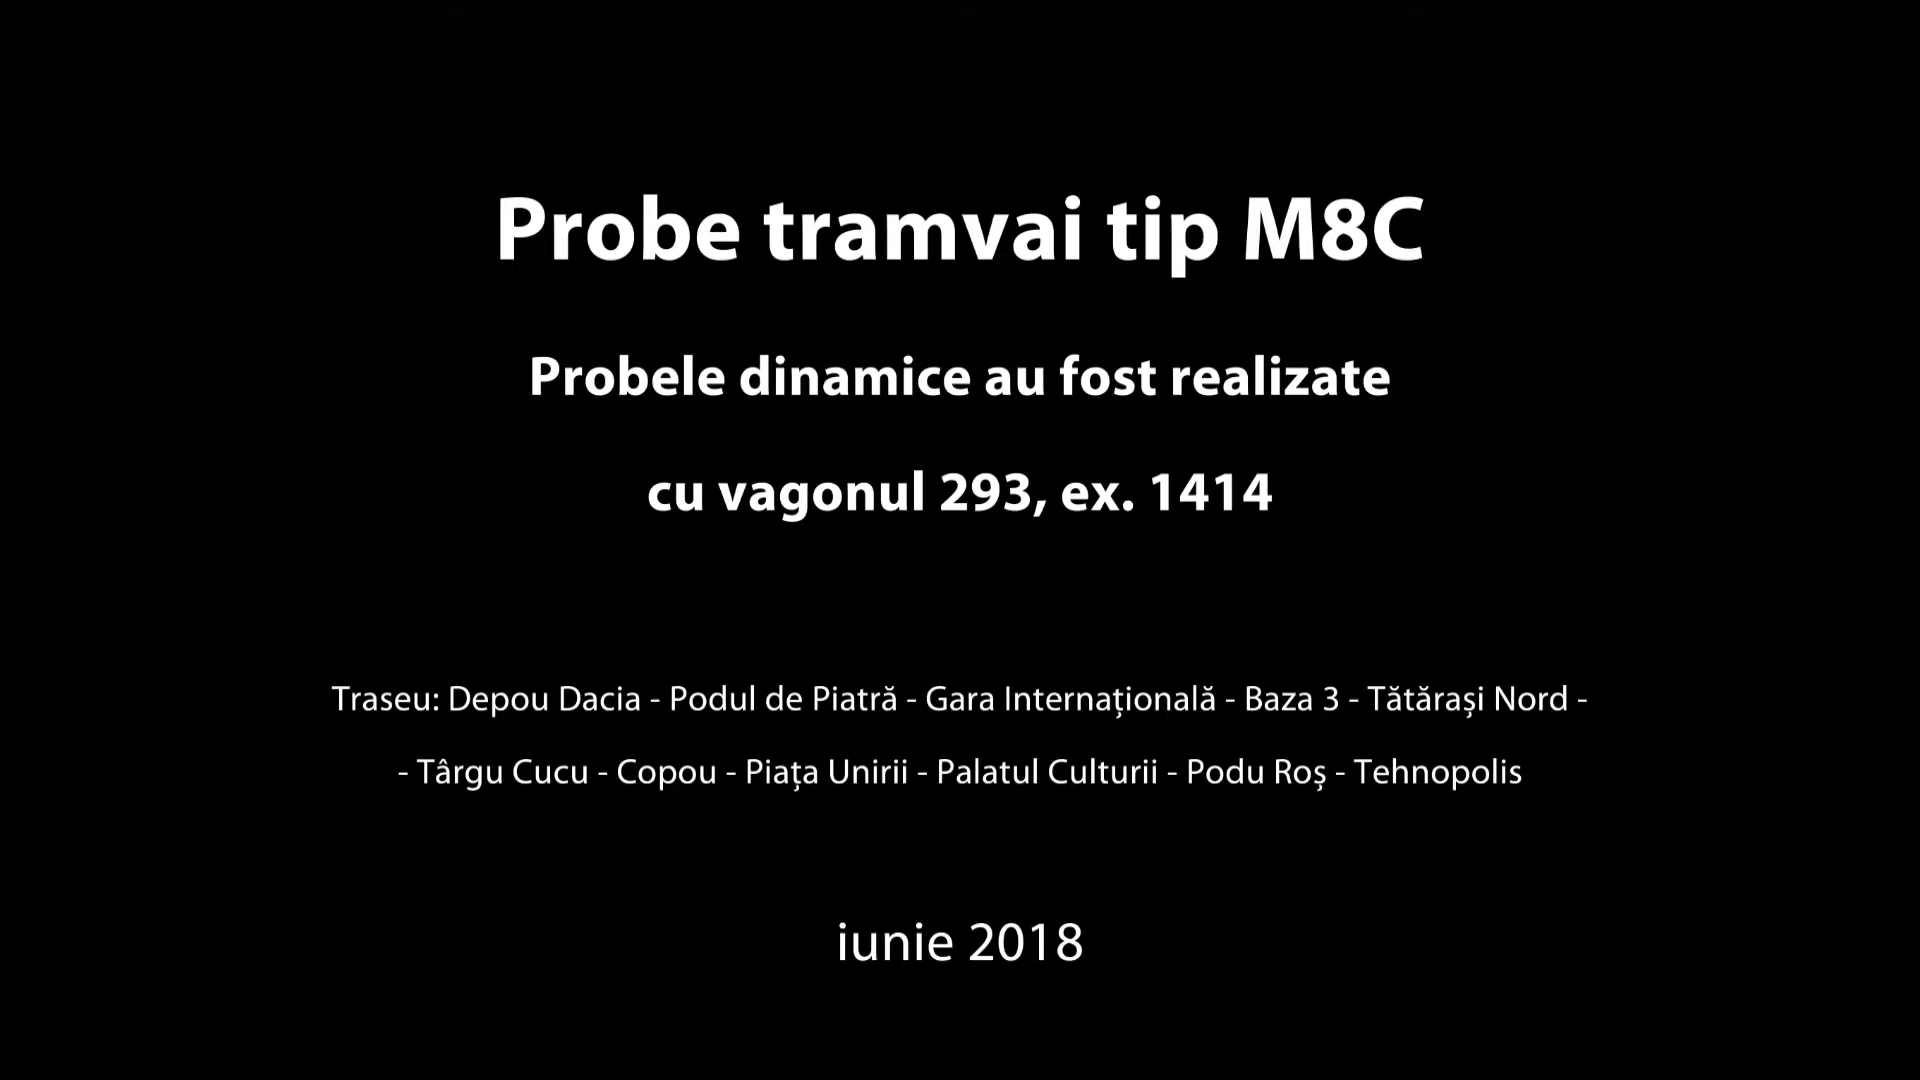 Probe tramvai tip M8C
Probele dinamice au fost realizate
cu vagonul 293, ex. 1414
Traseu: Depou Dacia - Podul de Piatră - Gara Internațională - Baza 3 - Tătărași Nord -
- Târgu Cucu - Copou - Piața Unirii - Palatul Culturii - Podu Roș - Tehnopolis
iunie 2018